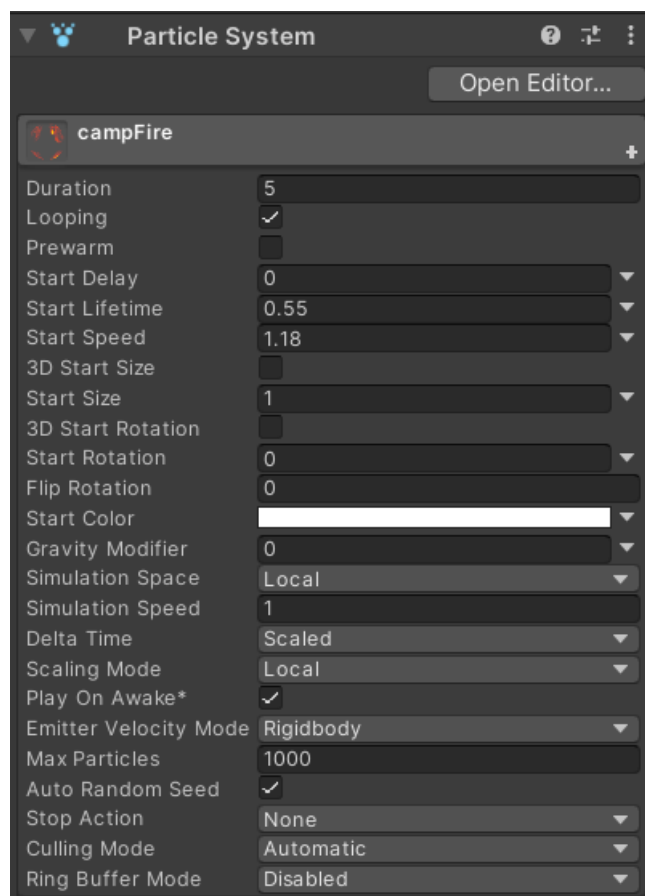 Particle System
Open Editor...
campFire
Duration 5
Looping
Prewarm
Start Delay 0
Start Lifetime 0.55
Start Speed 1.18
3D Start Size
Start Size 1
3D Start Rotation
Start Rotation 0
Flip Rotation 0
Start Color
Gravity Modifier 0
Simulation Space Local
Simulation Speed 1
Delta Time Scaled
Scaling Mode Local
Play On Awake*
Emitter Velocity Mode Rigidbody
Max Particles 1000
Auto Random Seed
Stop Action None
Culling Mode Automatic
Ring Buffer Mode Disabled